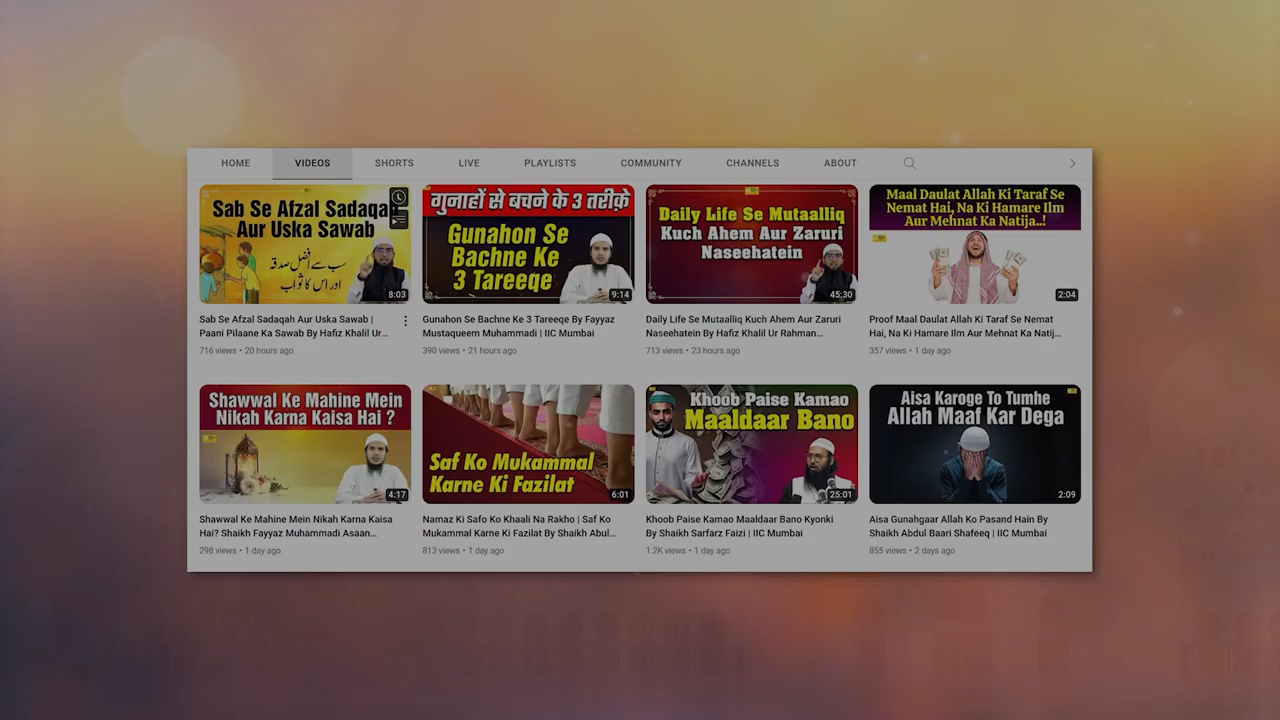 HOME VIDEOS SHORTS LIVE PLAYLISTS COMMUNITY CHANNELS ABOUT
Sab Se Afzal Sadaqa
Aur Uska Sawab
سب سے افضل صدقہ
اور اس کا ثواب
8:03
Sab Se Afzal Sadaqah Aur Uska Sawab |
Paani Pilaane Ka Sawab By Hafiz Khalil Ur...
716 views • 20 hours ago
गुनाहों से बचने के 3 तरीक़े
Gunahon Se
Bachne Ke
3 Tareeqe
9:14
Gunahon Se Bachne Ke 3 Tareeqe By Fayyaz
Mustaqueem Muhammadi | IIC Mumbai
390 views • 21 hours ago
Daily Life Se Mutaalliq
Kuch Ahem Aur Zaruri
Naseehatein
45:30
Daily Life Se Mutaalliq Kuch Ahem Aur Zaruri
Naseehatein By Hafiz Khalil Ur Rahman...
713 views • 23 hours ago
Maal Daulat Allah Ki Taraf Se
Nemat Hai, Na Ki Hamare Ilm
Aur Mehnat Ka Natija..!
2:04
Proof Maal Daulat Allah Ki Taraf Se Nemat
Hai, Na Ki Hamare Ilm Aur Mehnat Ka Natij...
357 views • 1 day ago
Shawwal Ke Mahine Mein
Nikah Karna Kaisa Hai ?
4:17
Shawwal Ke Mahine Mein Nikah Karna Kaisa
Hai? Shaikh Fayyaz Muhammadi Asaan...
298 views • 1 day ago
Saf Ko Mukammal
Karne Ki Fazilat
6:01
Namaz Ki Safo Ko Khaali Na Rakho | Saf Ko
Mukammal Karne Ki Fazilat By Shaikh Abul...
813 views • 1 day ago
Khoob Paise Kamao
Maaldaar Bano
25:01
Khoob Paise Kamao Maaldaar Bano Kyonki
By Shaikh Sarfarz Faizi | IIC Mumbai
1.2K views • 1 day ago
Aisa Karoge To Tumhe
Allah Maaf Kar Dega
2:09
Aisa Gunahgaar Allah Ko Pasand Hain By
Shaikh Abdul Baari Shafeeq | IIC Mumbai
855 views • 2 days ago